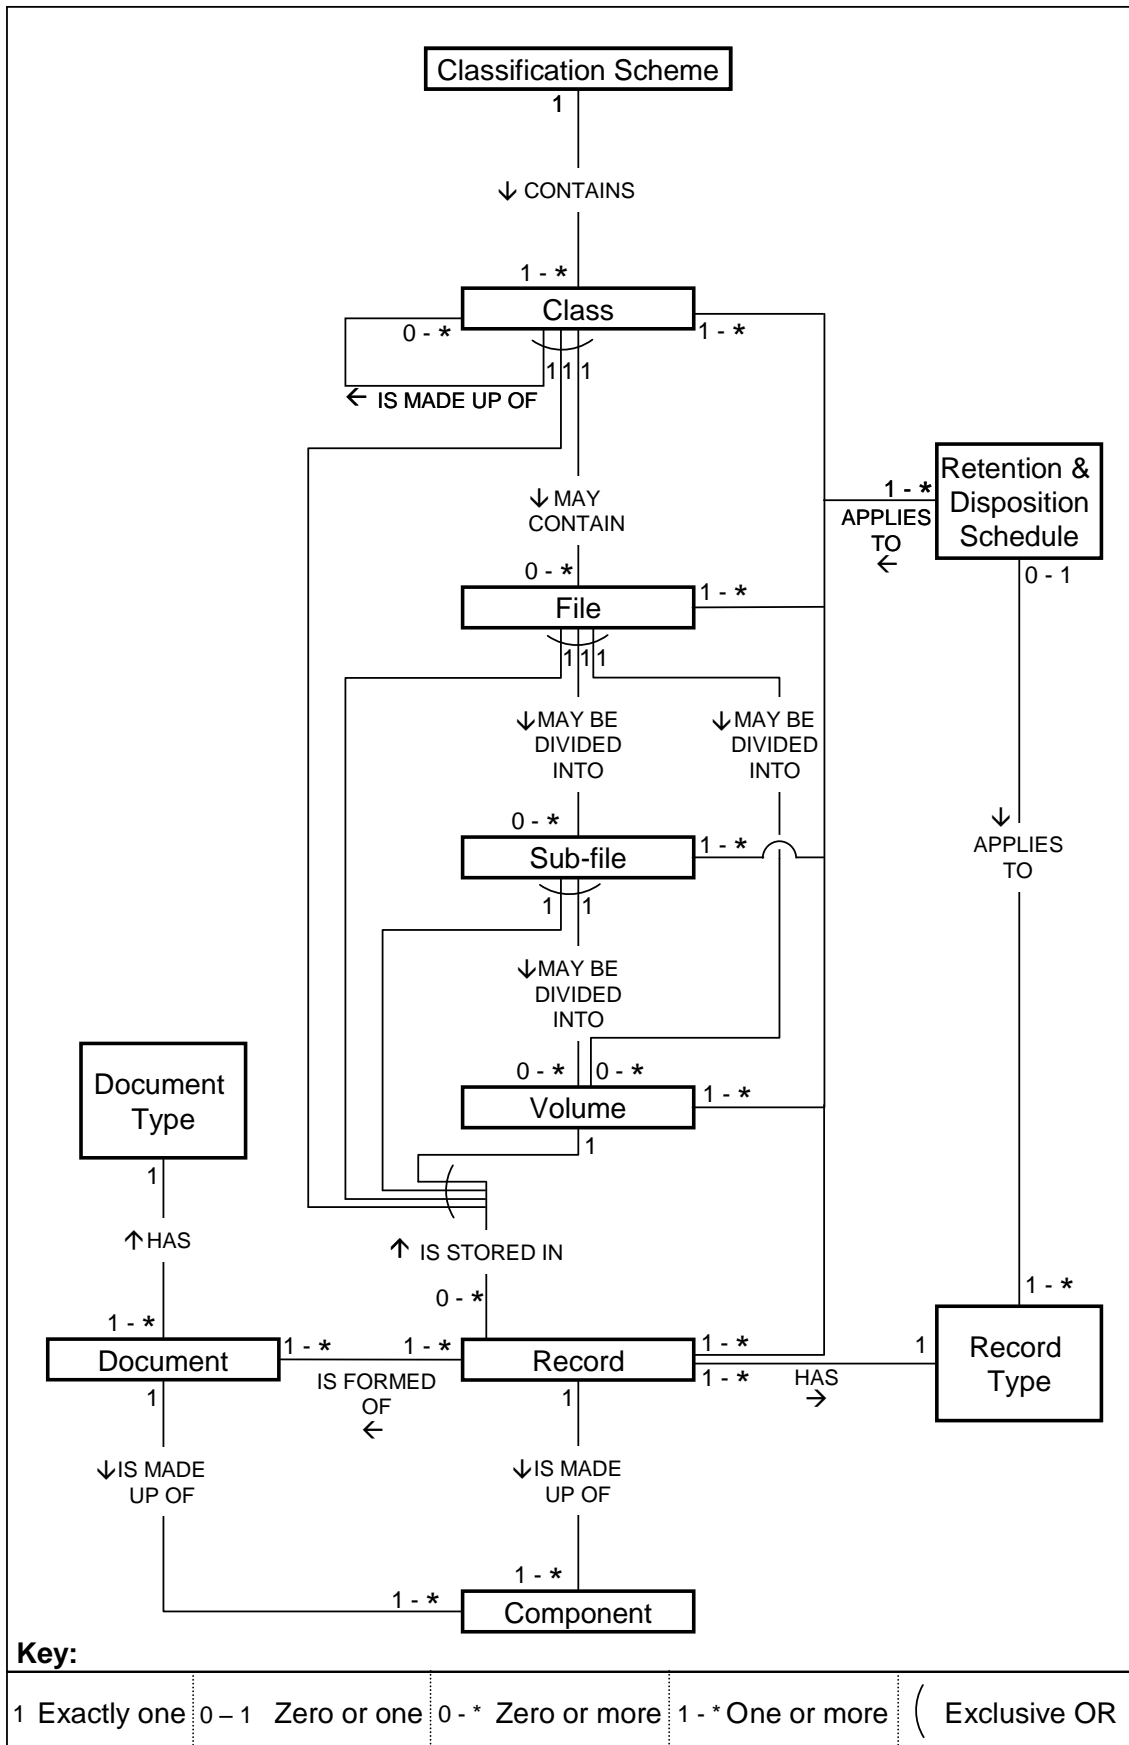 Classification Scheme
1
↓ CONTAINS
1 - *
Class
0 - *
1 - *
1 1 1
← IS MADE UP OF
Retention &
Disposition
Schedule
1 - *
APPLIES
TO
←
0 - 1
↓ MAY
CONTAIN
0 - *
File
1 - *
1 1 1
↓ MAY BE
DIVIDED
INTO
↓ MAY BE
DIVIDED
INTO
↓
APPLIES
TO
0 - *
Sub-file
1 - *
1 1
↓ MAY BE
DIVIDED
INTO
0 - *
0 - *
Volume
1 - *
1
Document
Type
1
↑ HAS
↑ IS STORED IN
0 - *
1 - *
1 - *
Document
1 - *
1 - *
Record
1 - *
1 - *
1
Record
Type
IS FORMED
OF
←
HAS
→
1
1
↓ IS MADE
UP OF
↓ IS MADE
UP OF
1 - *
1 - *
Component
Key:
1 Exactly one 0 – 1 Zero or one 0 - * Zero or more 1 - * One or more ( Exclusive OR